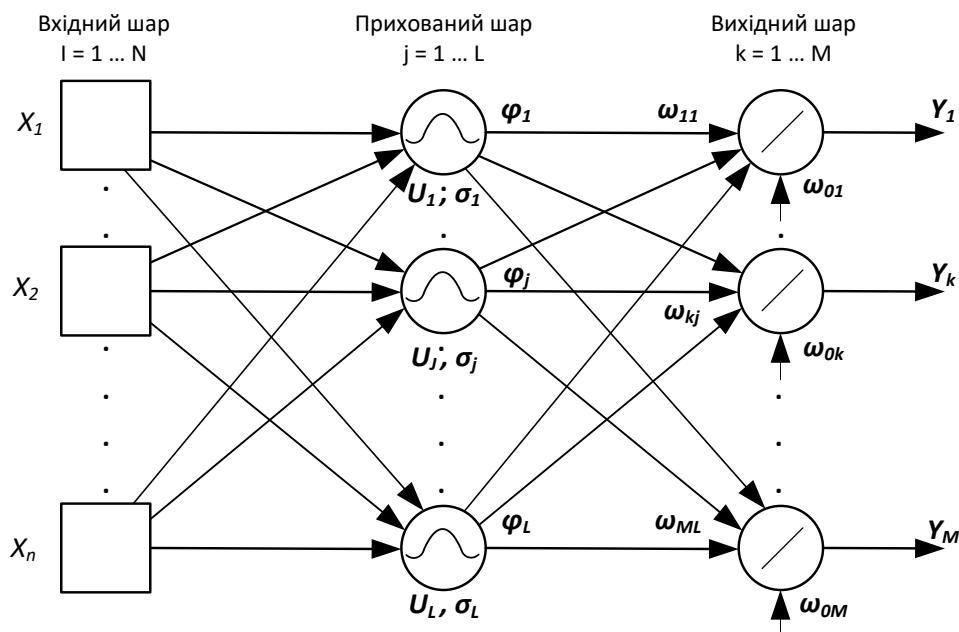 Вхідний шар
I = 1 ... N
Прихований шар
j = 1 ... L
Вихідний шар
k = 1 ... M
X1
φ1
ω11
Y1
U1; σ1
ω01
X2
φj
ωkj
Yk
UJ; σj
ω0k
Xn
φL
ωML
YM
UL, σL
ω0M